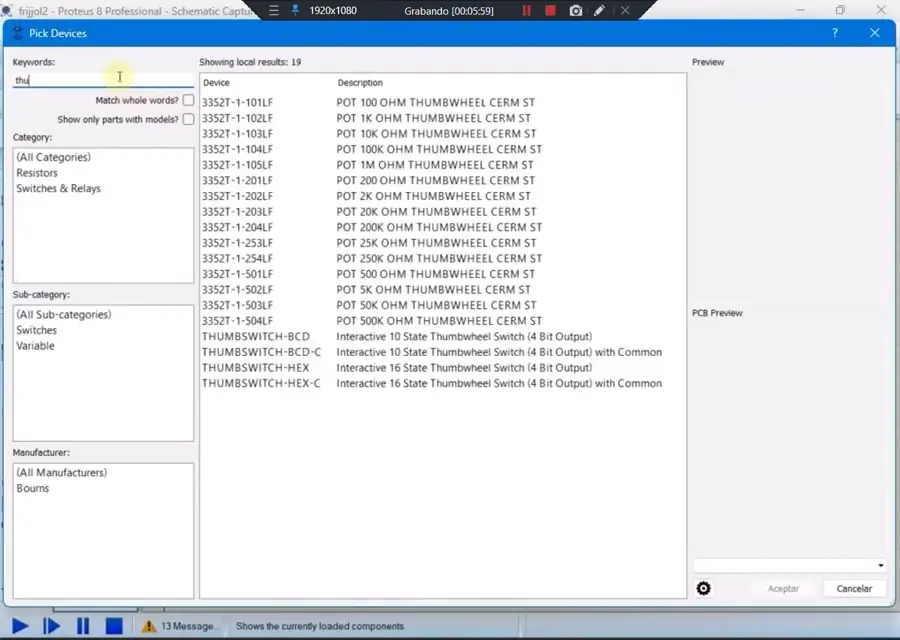 frijjol2 - Proteus 8 Professional - Schematic Captu
1920x1080
Grabando [00:05:59]
Pick Devices
?
Keywords:
thu
Match whole words?
Show only parts with models?
Category:
(All Categories)
Resistors
Switches & Relays
Sub-category:
(All Sub-categories)
Switches
Variable
Manufacturer:
(All Manufacturers)
Bourns
Showing local results: 19
Device Description
3352T-1-101LF POT 100 OHM THUMBWHEEL CERM ST
3352T-1-102LF POT 1K OHM THUMBWHEEL CERM ST
3352T-1-103LF POT 10K OHM THUMBWHEEL CERM ST
3352T-1-104LF POT 100K OHM THUMBWHEEL CERM ST
3352T-1-105LF POT 1M OHM THUMBWHEEL CERM ST
3352T-1-201LF POT 200 OHM THUMBWHEEL CERM ST
3352T-1-202LF POT 2K OHM THUMBWHEEL CERM ST
3352T-1-203LF POT 20K OHM THUMBWHEEL CERM ST
3352T-1-204LF POT 200K OHM THUMBWHEEL CERM ST
3352T-1-253LF POT 25K OHM THUMBWHEEL CERM ST
3352T-1-254LF POT 250K OHM THUMBWHEEL CERM ST
3352T-1-501LF POT 500 OHM THUMBWHEEL CERM ST
3352T-1-502LF POT 5K OHM THUMBWHEEL CERM ST
3352T-1-503LF POT 50K OHM THUMBWHEEL CERM ST
3352T-1-504LF POT 500K OHM THUMBWHEEL CERM ST
THUMBSWITCH-BCD Interactive 10 State Thumbwheel Switch (4 Bit Output)
THUMBSWITCH-BCD-C Interactive 10 State Thumbwheel Switch (4 Bit Output) with Common
THUMBSWITCH-HEX Interactive 16 State Thumbwheel Switch (4 Bit Output)
THUMBSWITCH-HEX-C Interactive 16 State Thumbwheel Switch (4 Bit Output) with Common
Preview
PCB Preview
Aceptar
Cancelar
13 Message...
Shows the currently loaded components.